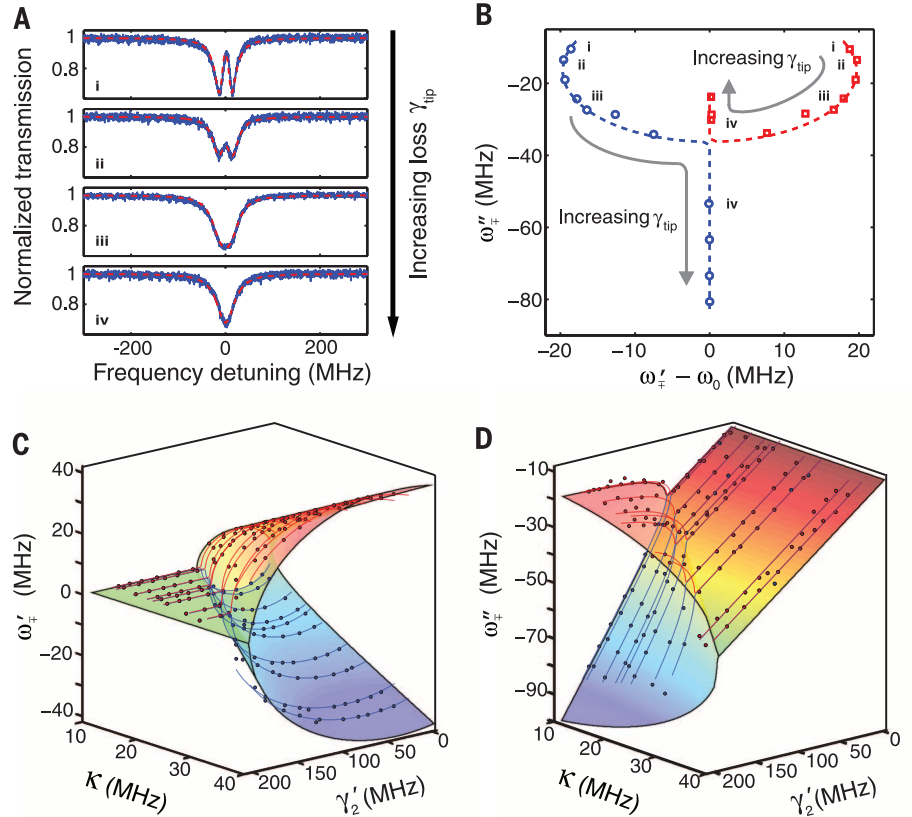 A
Normalized transmission
1
0.8
i
1
0.8
ii
1
0.8
iii
1
0.8
iv
-200
0
200
Frequency detuning (MHz)
Increasing loss γtip
B
ω″∓ (MHz)
−20
−40
−60
−80
i
ii
iii
Increasing γtip
i
ii
iii
iv
iv
Increasing γtip
−20
−10
0
10
20
ω′∓ − ω0 (MHz)
C
ω′∓ (MHz)
40
20
0
−20
−40
10
20
30
40
κ (MHz)
200
150
100
50
0
γ2′ (MHz)
D
ω″∓ (MHz)
−10
−30
−50
−70
−90
10
20
30
40
κ (MHz)
200
150
100
50
0
γ2′ (MHz)